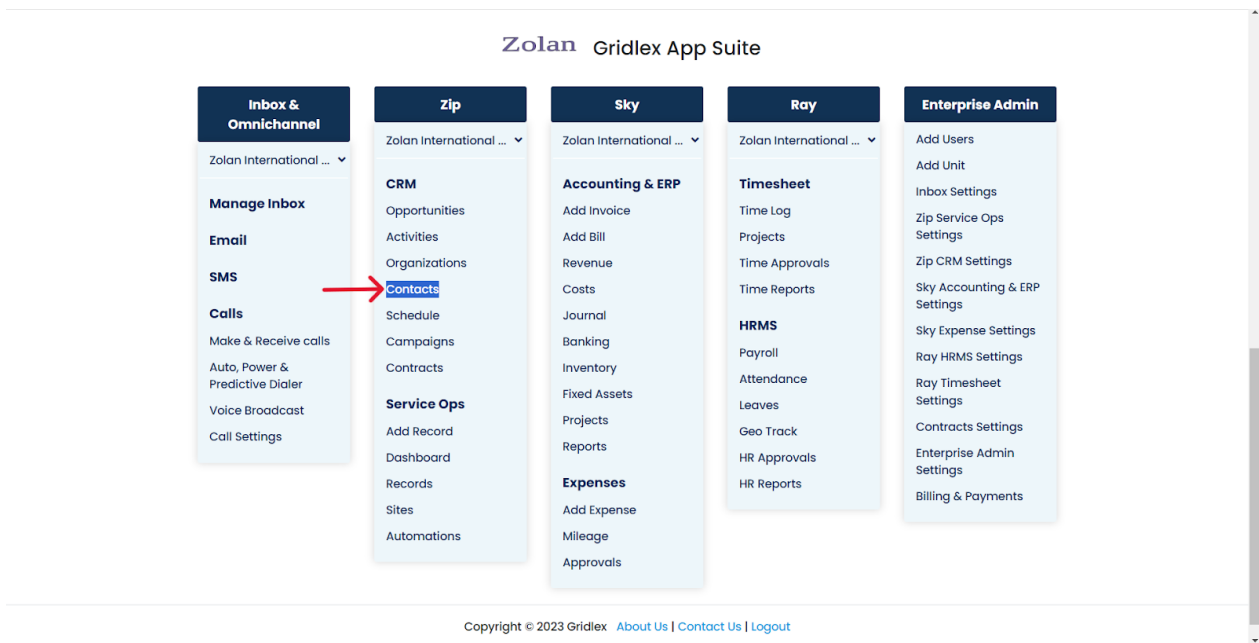 Zolan Gridlex App Suite
Inbox &
Omnichannel
Zolan International ...
Manage Inbox
Email
SMS
Calls
Make & Receive calls
Auto, Power &
Predictive Dialer
Voice Broadcast
Call Settings
Zip
Zolan International ...
CRM
Opportunities
Activities
Organizations
Contacts
Schedule
Campaigns
Contracts
Service Ops
Add Record
Dashboard
Records
Sites
Automations
Sky
Zolan International ...
Accounting & ERP
Add Invoice
Add Bill
Revenue
Costs
Journal
Banking
Inventory
Fixed Assets
Projects
Reports
Expenses
Add Expense
Mileage
Approvals
Ray
Zolan International ...
Timesheet
Time Log
Projects
Time Approvals
Time Reports
HRMS
Payroll
Attendance
Leaves
Geo Track
HR Approvals
HR Reports
Enterprise Admin
Add Users
Add Unit
Inbox Settings
Zip Service Ops
Settings
Zip CRM Settings
Sky Accounting & ERP
Settings
Sky Expense Settings
Ray HRMS Settings
Ray Timesheet
Settings
Contracts Settings
Enterprise Admin
Settings
Billing & Payments
Copyright © 2023 Gridlex About Us | Contact Us | Logout